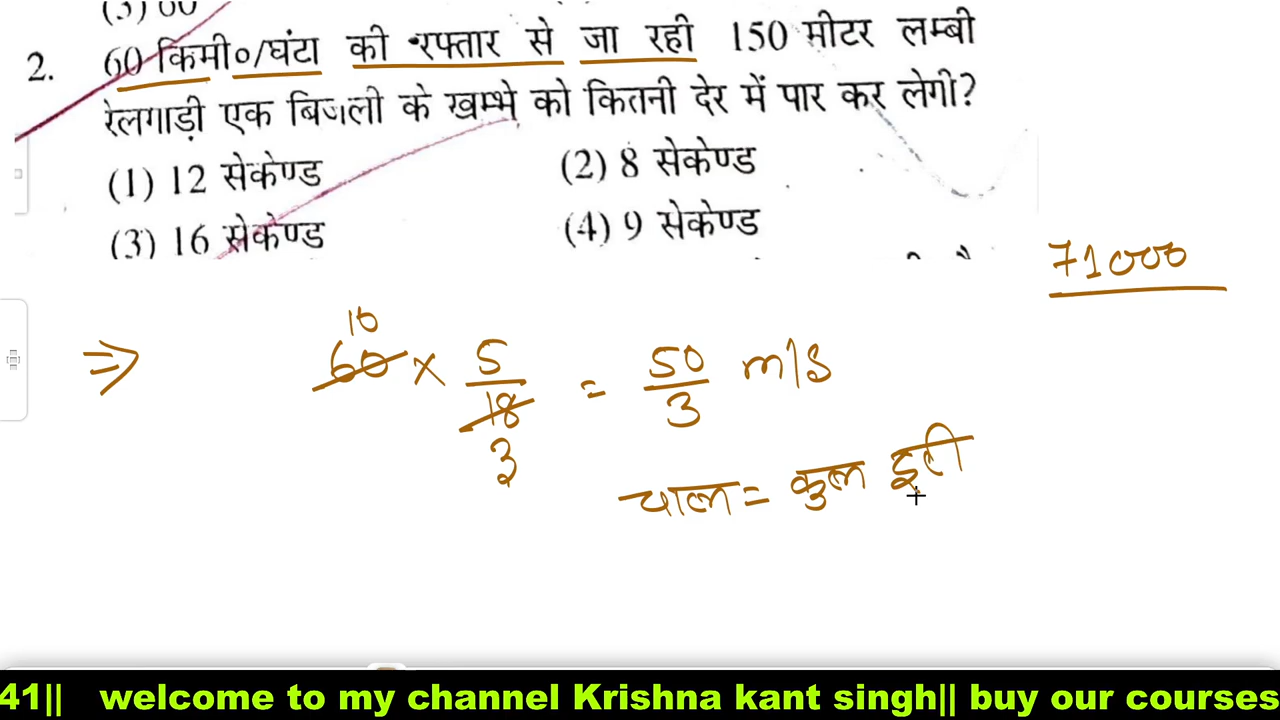 2. 60 किमी०/घंटा की रफ्तार से जा रही 150 मीटर लम्बी
रेलगाड़ी एक बिजली के खम्भे को कितनी देर में पार कर लेगी?
(1) 12 सेकेण्ड (2) 8 सेकेण्ड
(3) 16 सेकेण्ड (4) 9 सेकेण्ड
71000
10
⇒ 60 × 5/18 = 50/3 m/s
3
चाल = कुल
41|| welcome to my channel Krishna kant singh|| buy our courses